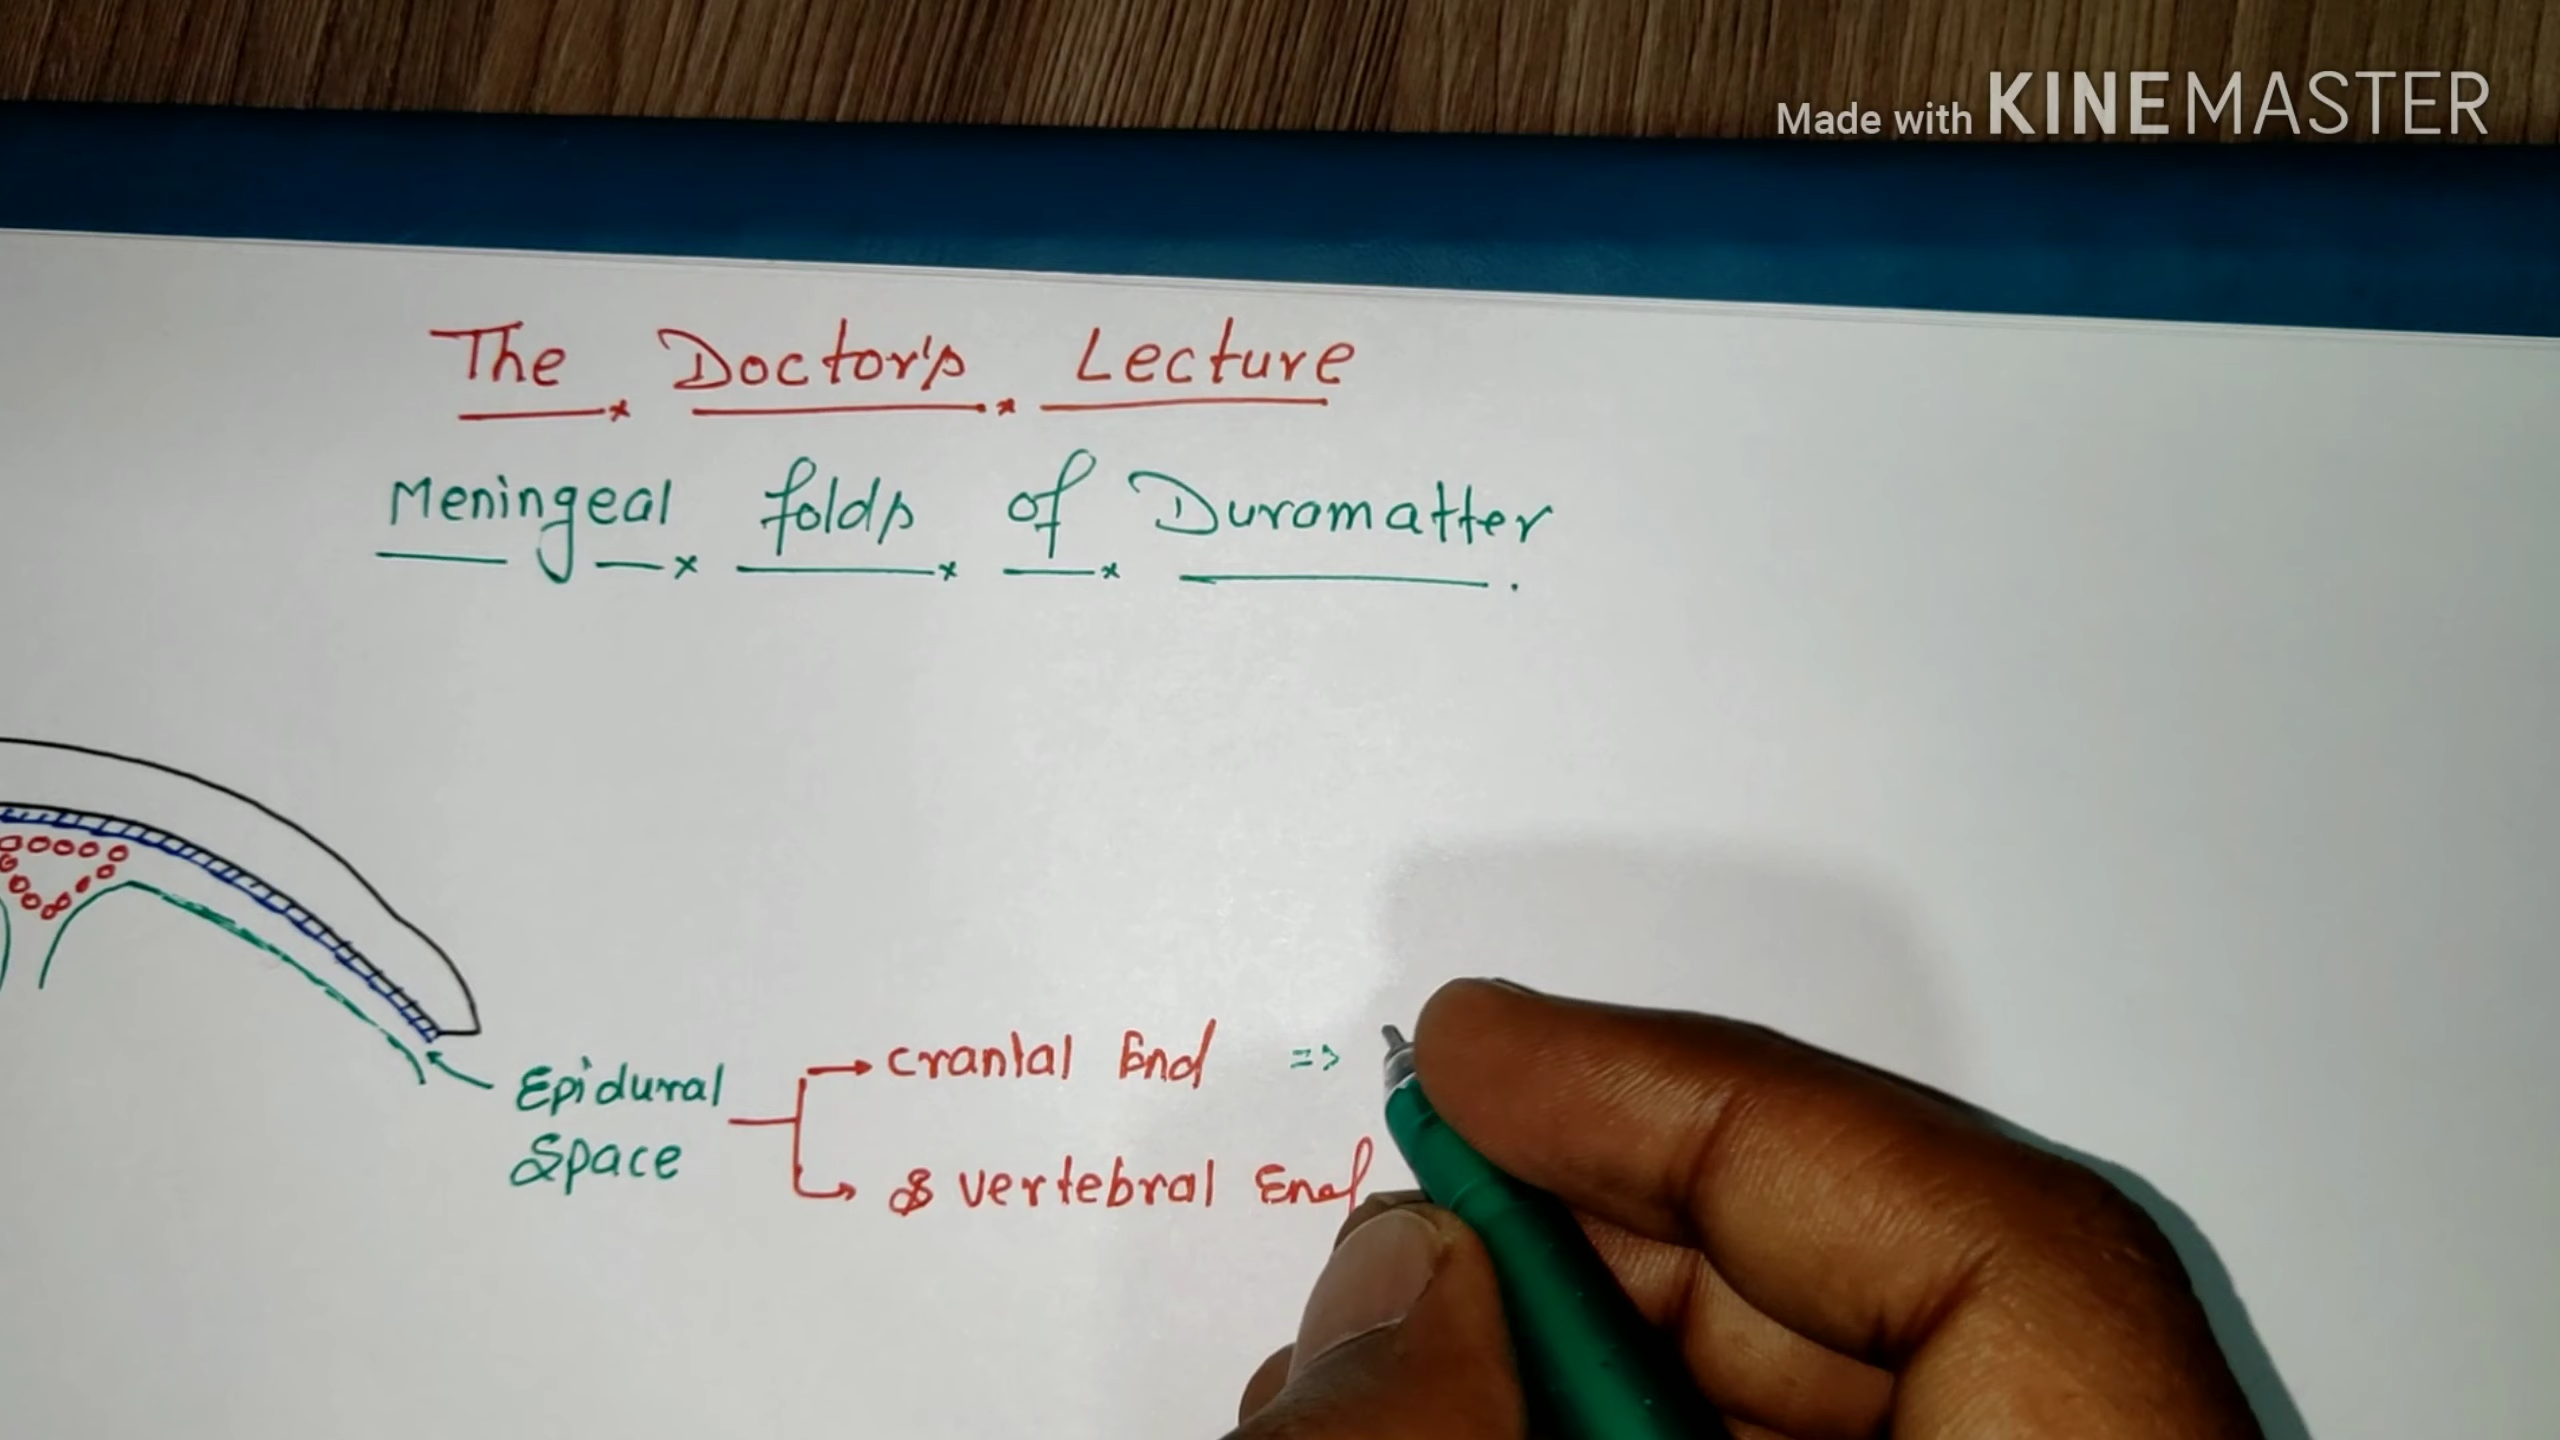 Made with KINEMASTER
The Doctor's Lecture
Meningeal folds of Duromatter.
Epidural Space
→ Cranial End =>
→ & vertebral End